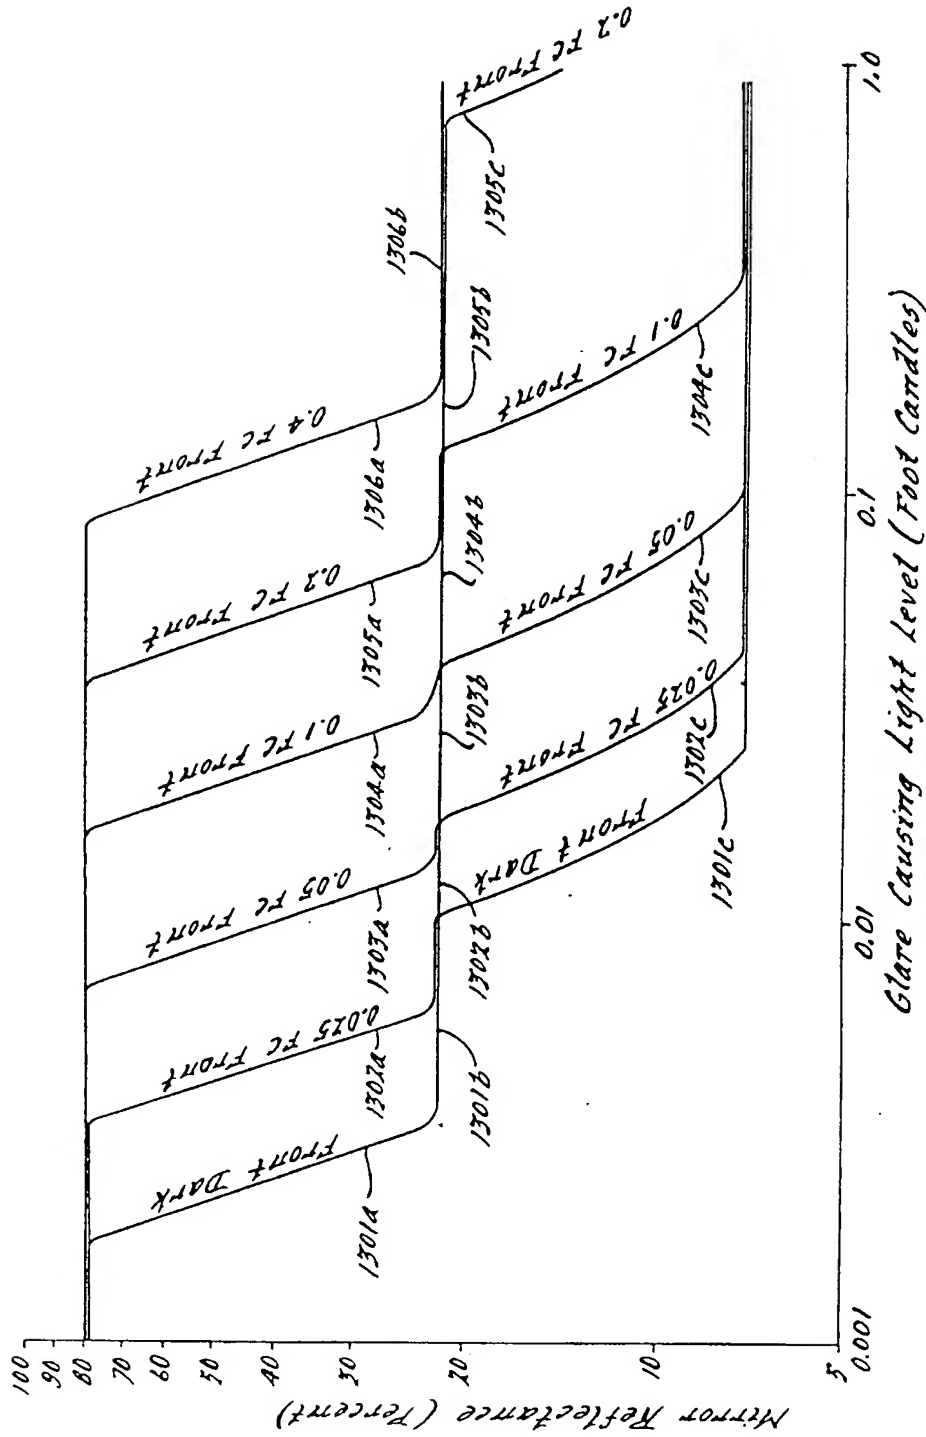 Mirror Reflectance (Percent)
100
90
80
70
60
50
40
30
20
10
5
0.001
0.01
0.1
1.0
Glare Causing Light Level (Foot Candles)
Front Dark
1301a
0.025 FC Front
1302a
0.05 FC Front
1303a
0.1 FC Front
1304a
0.2 FC Front
1305a
0.4 FC Front
1306a
1301b
1302b
1303b
1304b
1305b
1306b
Front Dark
1301c
0.025 FC Front
1302c
0.05 FC Front
1303c
0.1 FC Front
1304c
0.2 FC Front
1305c